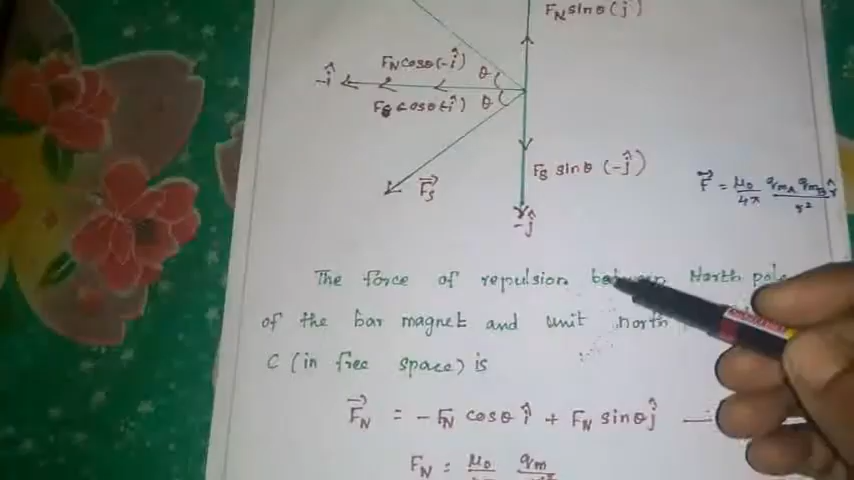 F_N sinθ (ĵ)
F_N cosθ (-î)
-î
θ
θ
F_S cosθ (-î)
F_S sinθ (-ĵ)
F⃗ = μ₀/4π q_mA q_mB r̂ / r²
F⃗_S
-ĵ
The force of repulsion between North pole
of the bar magnet and unit north
C (in free space) is
F⃗_N = - F_N cosθ î + F_N sinθ ĵ —
F_N = μ₀ q_m